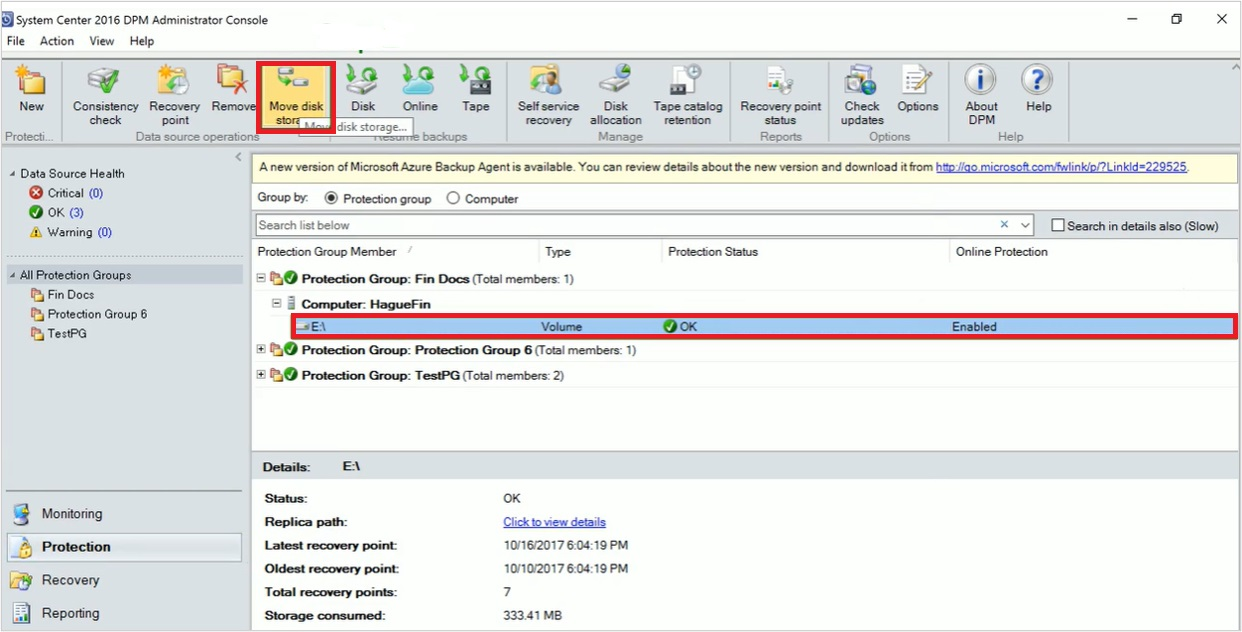 System Center 2016 DPM Administrator Console
File Action View Help
New
Consistency check
Recovery point
Remove
Move disk stora
Move disk storage...
Disk
Online
Tape
Self service recovery
Disk allocation
Tape catalog retention
Recovery point status
Check updates
Options
About DPM
Help
Protecti... Data source operations Resume backups Manage Reports Options Help
Data Source Health
Critical (0)
OK (3)
Warning (0)
All Protection Groups
Fin Docs
Protection Group 6
TestPG
Monitoring
Protection
Recovery
Reporting
A new version of Microsoft Azure Backup Agent is available. You can review details about the new version and download it from http://go.microsoft.com/fwlink/p/?LinkId=229525.
Group by: Protection group Computer
Search list below Search in details also (Slow)
Protection Group Member Type Protection Status Online Protection
Protection Group: Fin Docs (Total members: 1)
Computer: HagueFin
E:\ Volume OK Enabled
Protection Group: Protection Group 6 (Total members: 1)
Protection Group: TestPG (Total members: 2)
Details: E:\
Status: OK
Replica path: Click to view details
Latest recovery point: 10/16/2017 6:04:19 PM
Oldest recovery point: 10/10/2017 6:04:19 PM
Total recovery points: 7
Storage consumed: 333.41 MB